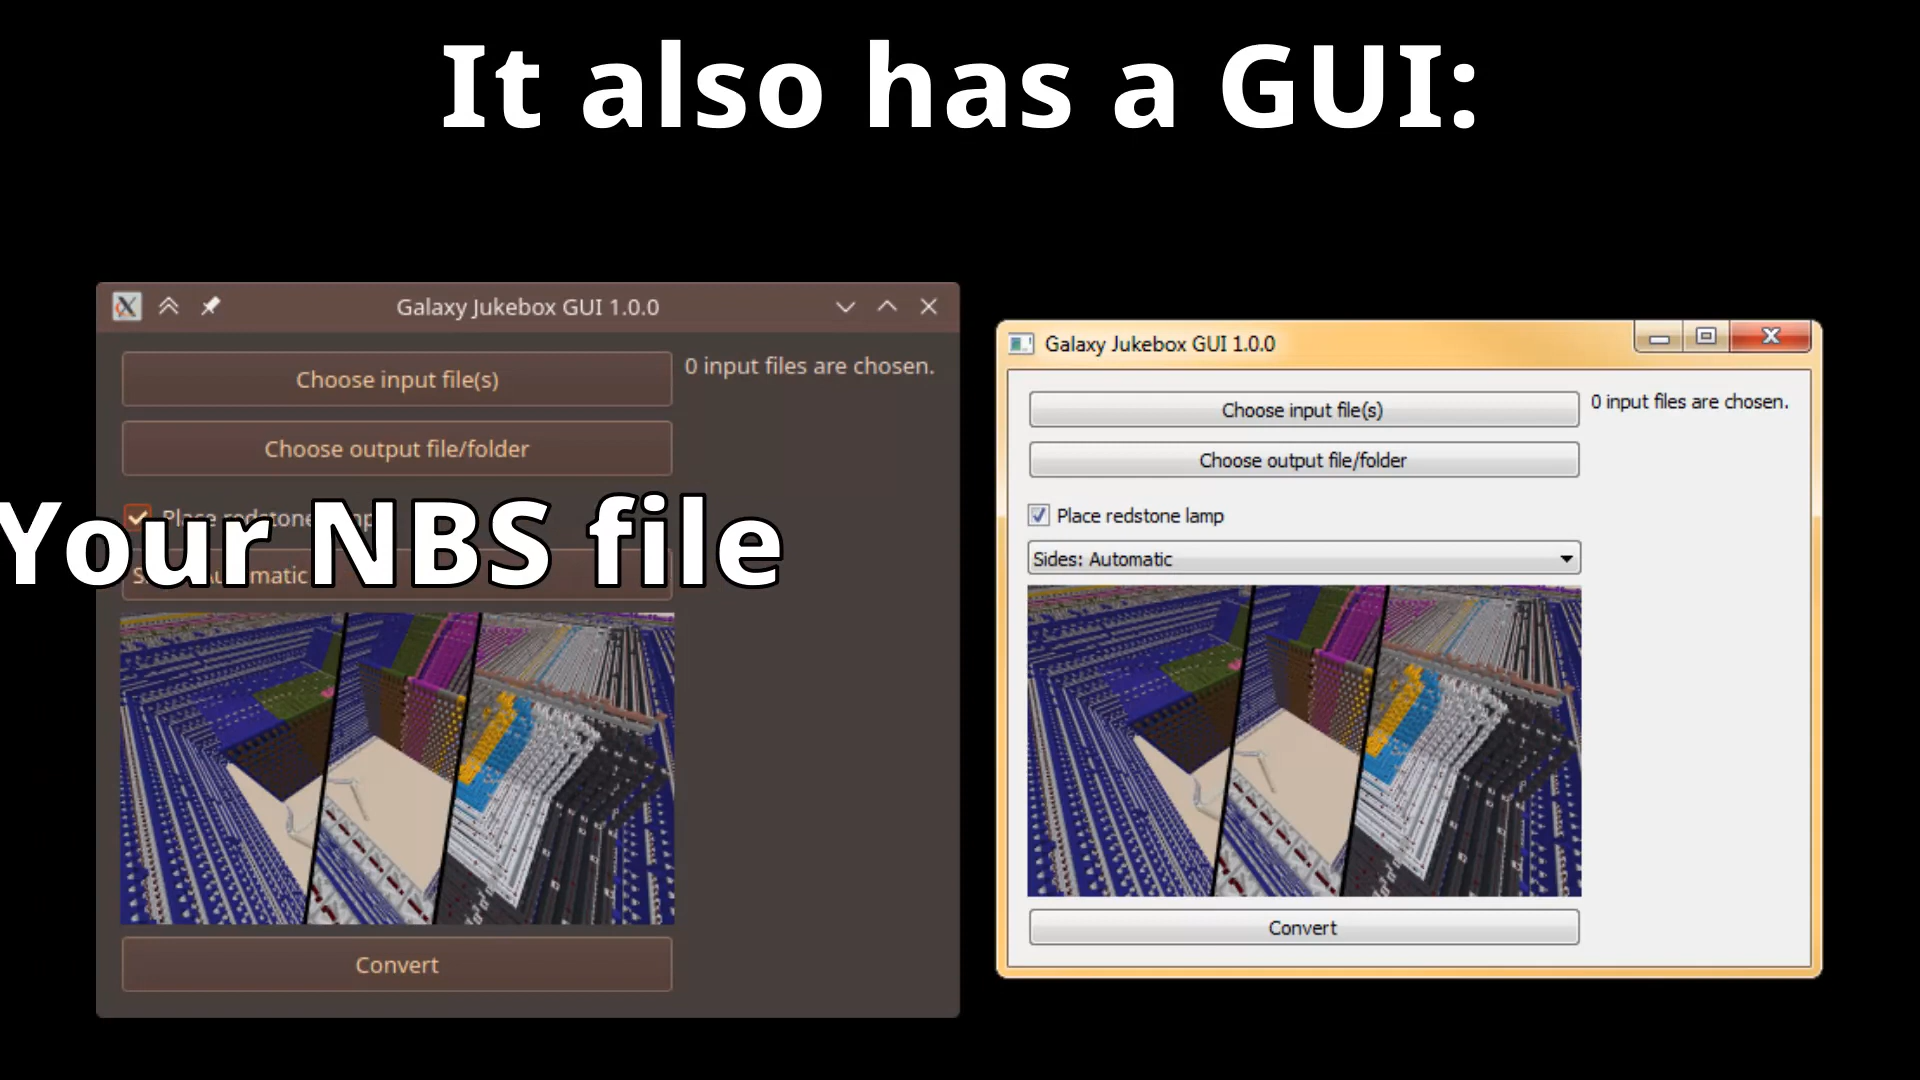 It also has a GUI:
Galaxy Jukebox GUI 1.0.0
Choose input file(s)
0 input files are chosen.
Choose output file/folder
Place redstone
Your NBS file
Convert
Galaxy Jukebox GUI 1.0.0
Choose input file(s)
0 input files are chosen.
Choose output file/folder
Place redstone lamp
Sides: Automatic
Convert